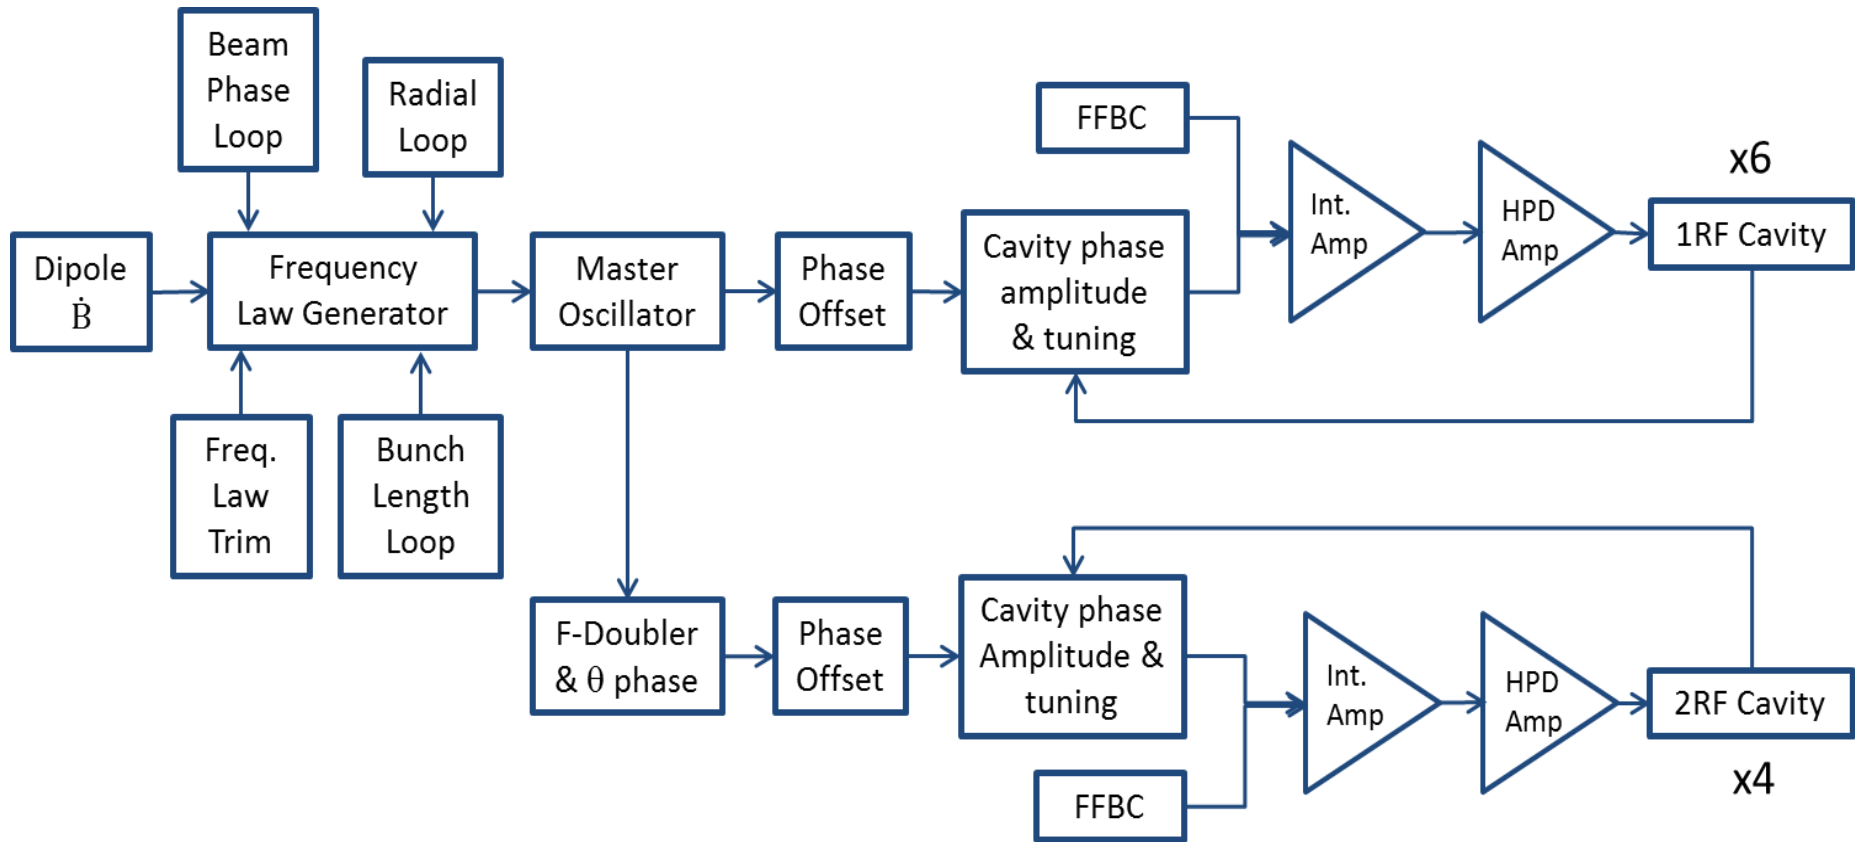 Beam
Phase
Loop
Radial
Loop
Dipole
Ḃ
Frequency
Law Generator
Freq.
Law
Trim
Bunch
Length
Loop
Master
Oscillator
Phase
Offset
Cavity phase
amplitude
& tuning
FFBC
Int.
Amp
HPD
Amp
x6
1RF Cavity
F-Doubler
& θ phase
Phase
Offset
Cavity phase
Amplitude &
tuning
FFBC
Int.
Amp
HPD
Amp
2RF Cavity
x4